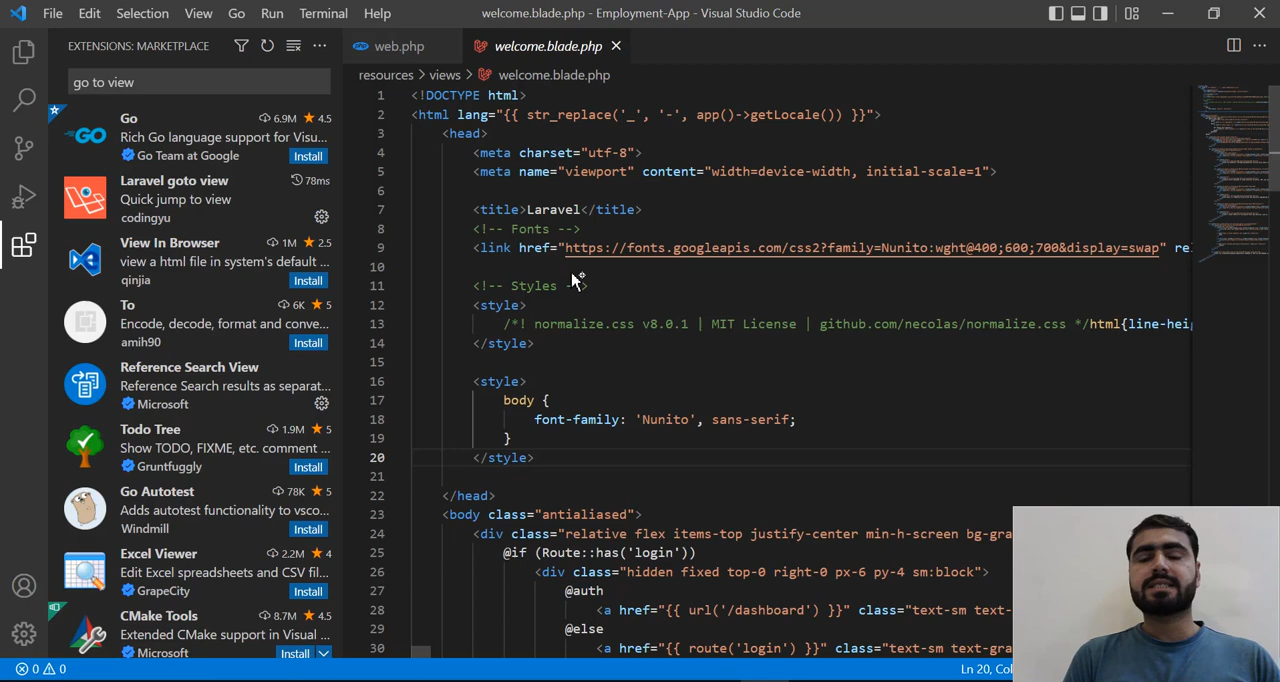 File Edit Selection View Go Run Terminal Help welcome.blade.php - Employment-App - Visual Studio Code
EXTENSIONS: MARKETPLACE
go to view
Go 6.9M 4.5
Rich Go language support for Visu...
Go Team at Google Install
Laravel goto view 78ms
Quick jump to view
codingyu
View In Browser 1M 2.5
view a html file in system's default ...
qinjia Install
To 6K 5
Encode, decode, format and conve...
amih90 Install
Reference Search View
Reference Search results as separat...
Microsoft
Todo Tree 1.9M 5
Show TODO, FIXME, etc. comment ...
Gruntfuggly Install
Go Autotest 78K 5
Adds autotest functionality to vsco...
Windmill Install
Excel Viewer 2.2M 4
Edit Excel spreadsheets and CSV fil...
GrapeCity Install
CMake Tools 8.7M 4.5
Extended CMake support in Visual ...
Microsoft Install
web.php welcome.blade.php
resources > views > welcome.blade.php
1 <!DOCTYPE html>
2 <html lang="{{ str_replace('_', '-', app()->getLocale()) }}">
3 <head>
4 <meta charset="utf-8">
5 <meta name="viewport" content="width=device-width, initial-scale=1">
6
7 <title>Laravel</title>
8 <!-- Fonts -->
9 <link href="https://fonts.googleapis.com/css2?family=Nunito:wght@400;600;700&display=swap" re
10
11 <!-- Styles -->
12 <style>
13 /*! normalize.css v8.0.1 | MIT License | github.com/necolas/normalize.css */html{line-hei
14 </style>
15
16 <style>
17 body {
18 font-family: 'Nunito', sans-serif;
19 }
20 </style>
21
22 </head>
23 <body class="antialiased">
24 <div class="relative flex items-top justify-center min-h-screen bg-gra
25 @if (Route::has('login'))
26 <div class="hidden fixed top-0 right-0 px-6 py-4 sm:block">
27 @auth
28 <a href="{{ url('/dashboard') }}" class="text-sm text-
29 @else
30 <a href="{{ route('login') }}" class="text-sm text-gra
0 0 Ln 20, Col